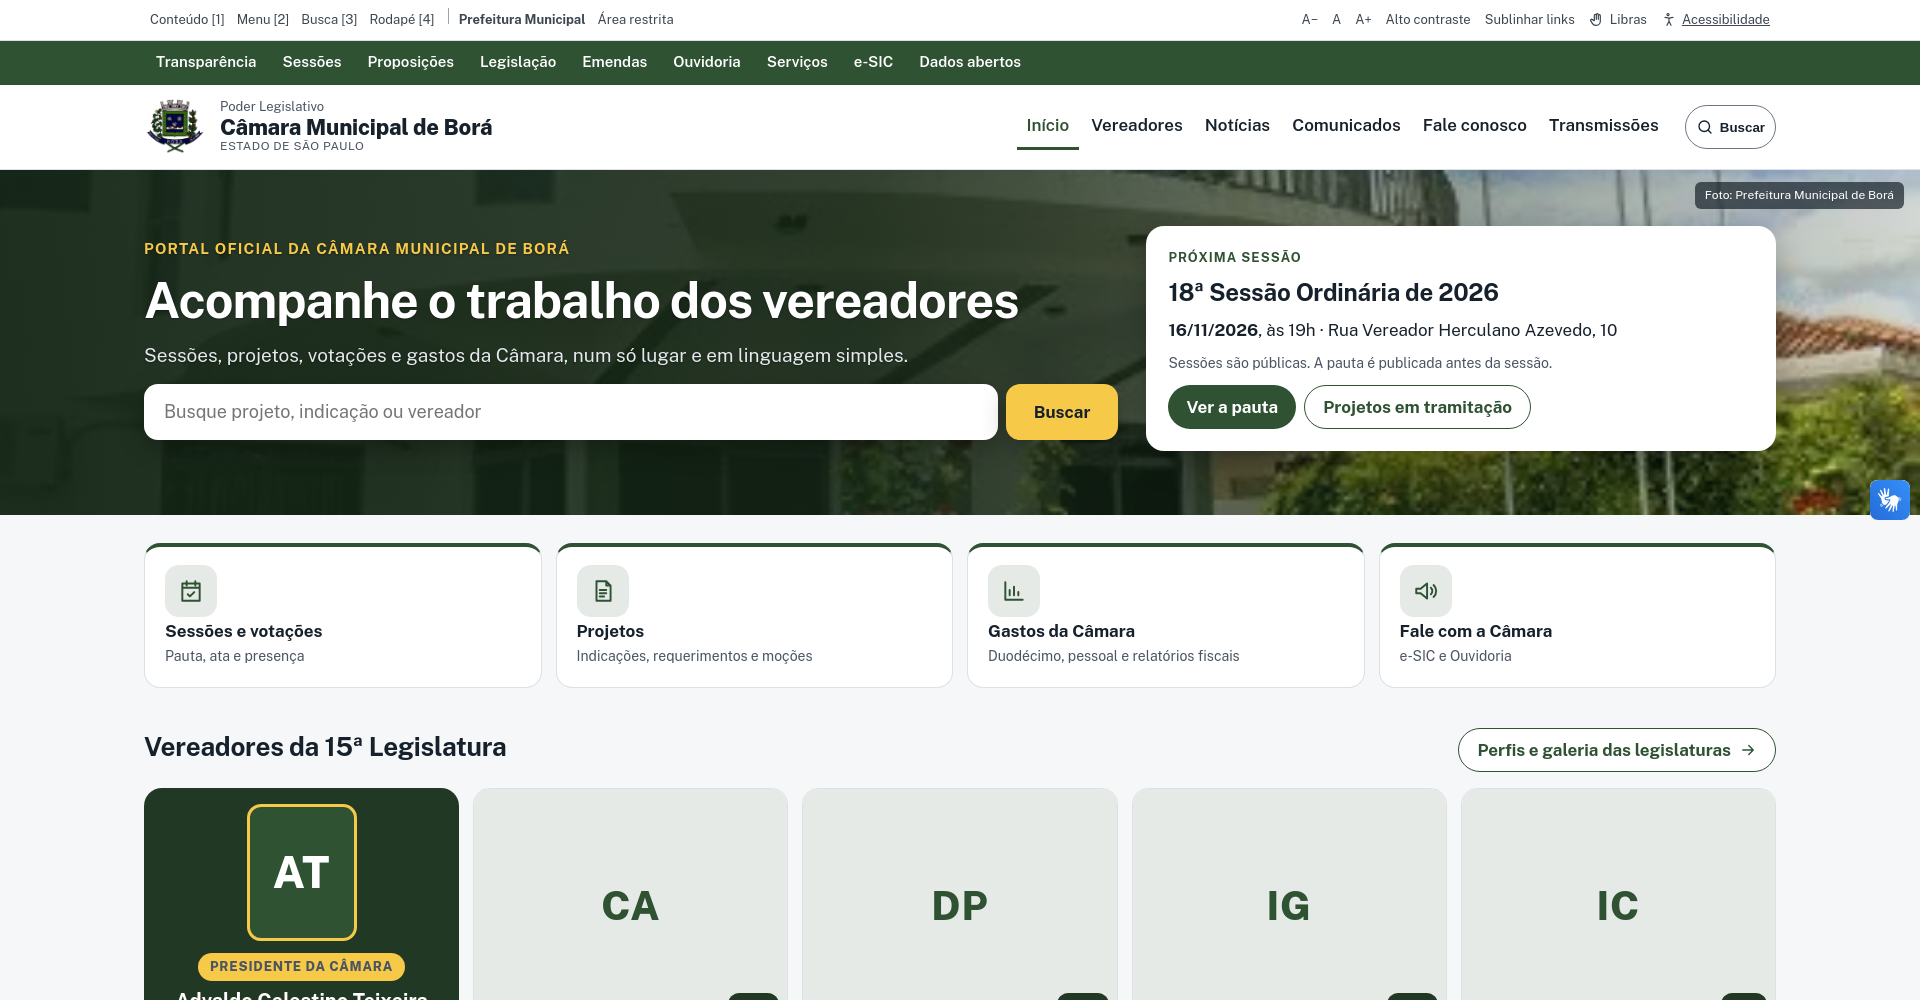 Conteúdo [1] Menu [2] Busca [3] Rodapé [4] Prefeitura Municipal Área restrita
A− A A+ Alto contraste Sublinhar links Libras Acessibilidade
Transparência Sessões Proposições Legislação Emendas Ouvidoria Serviços e-SIC Dados abertos
Poder Legislativo
Câmara Municipal de Borá
ESTADO DE SÃO PAULO
Início Vereadores Notícias Comunicados Fale conosco Transmissões Buscar
Foto: Prefeitura Municipal de Borá
PORTAL OFICIAL DA CÂMARA MUNICIPAL DE BORÁ
Acompanhe o trabalho dos vereadores
Sessões, projetos, votações e gastos da Câmara, num só lugar e em linguagem simples.
Busque projeto, indicação ou vereador
Buscar
PRÓXIMA SESSÃO
18ª Sessão Ordinária de 2026
16/11/2026, às 19h · Rua Vereador Herculano Azevedo, 10
Sessões são públicas. A pauta é publicada antes da sessão.
Ver a pauta Projetos em tramitação
Sessões e votações
Pauta, ata e presença
Projetos
Indicações, requerimentos e moções
Gastos da Câmara
Duodécimo, pessoal e relatórios fiscais
Fale com a Câmara
e-SIC e Ouvidoria
Vereadores da 15ª Legislatura
Perfis e galeria das legislaturas
AT
PRESIDENTE DA CÂMARA
Advaldo Celestino Teixeira
CA
DP
IG
IC